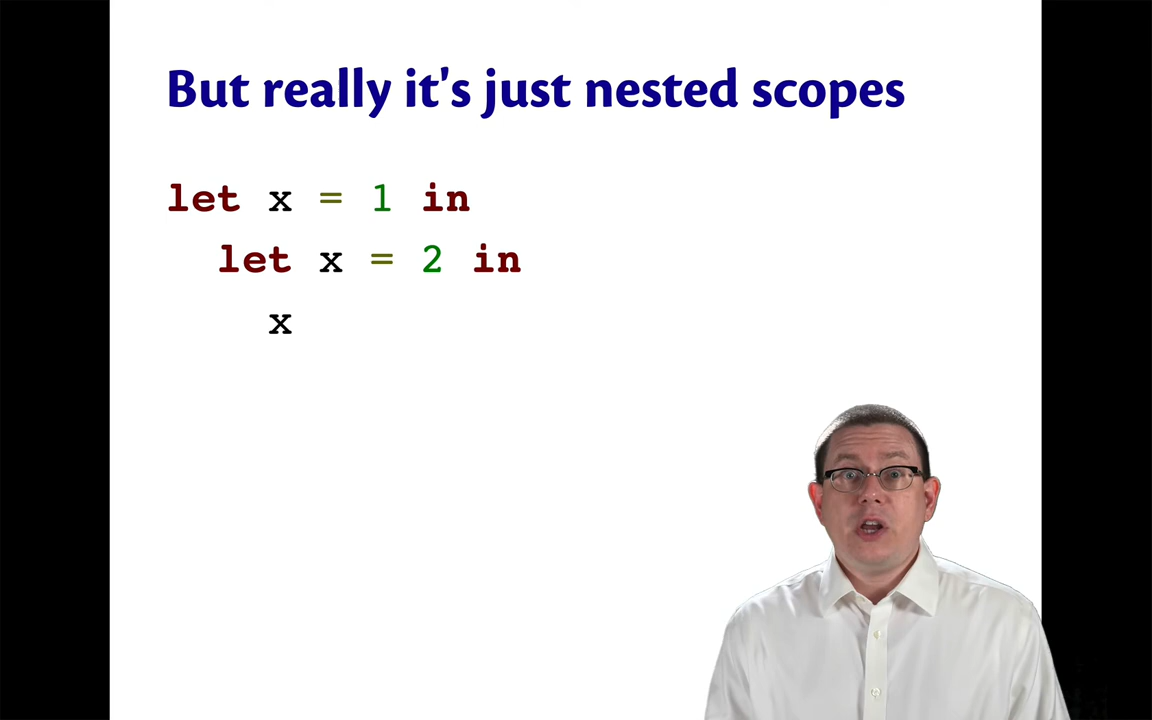 But really it's just nested scopes
let x = 1 in
let x = 2 in
x